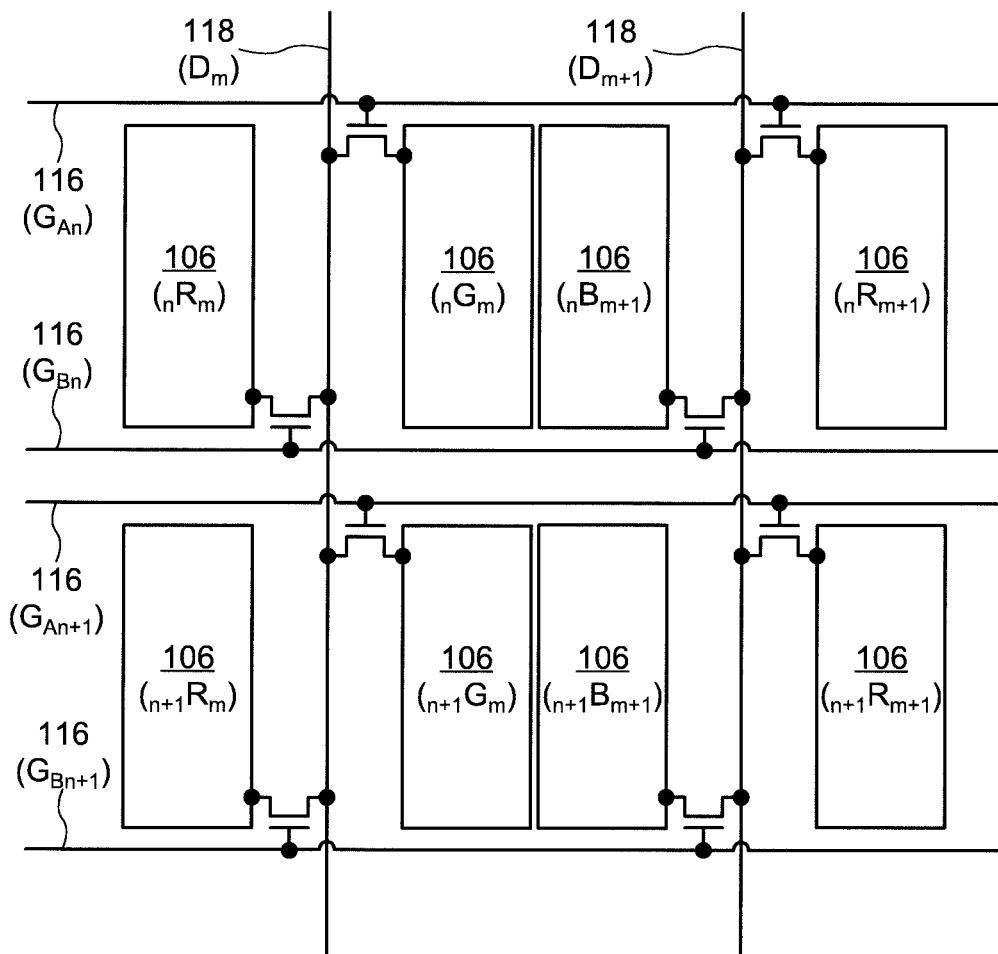 118
(Dm)
118
(Dm+1)
116
(GAn)
106
(nRm)
106
(nGm)
106
(nBm+1)
106
(nRm+1)
116
(GBn)
116
(GAn+1)
106
(n+1Rm)
106
(n+1Gm)
106
(n+1Bm+1)
106
(n+1Rm+1)
116
(GBn+1)